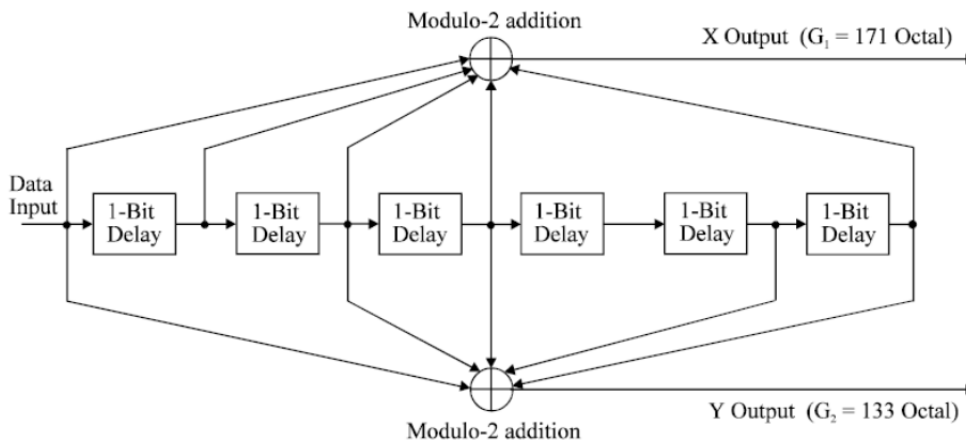 Modulo-2 addition
X Output (G₁ = 171 Octal)
Data
Input
1-Bit
Delay
1-Bit
Delay
1-Bit
Delay
1-Bit
Delay
1-Bit
Delay
1-Bit
Delay
Y Output (G₂ = 133 Octal)
Modulo-2 addition